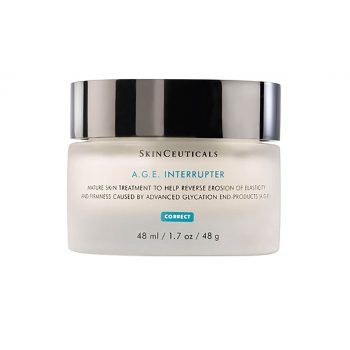 SKINCEUTICALS
A.G.E. INTERRUPTER
MATURE SKIN TREATMENT TO HELP REVERSE EROSION OF ELASTICITY
AND FIRMNESS CAUSED BY ADVANCED GLYCATION END-PRODUCTS (A.G.E.)
CORRECT
48 ml / 1.7 oz / 48 g